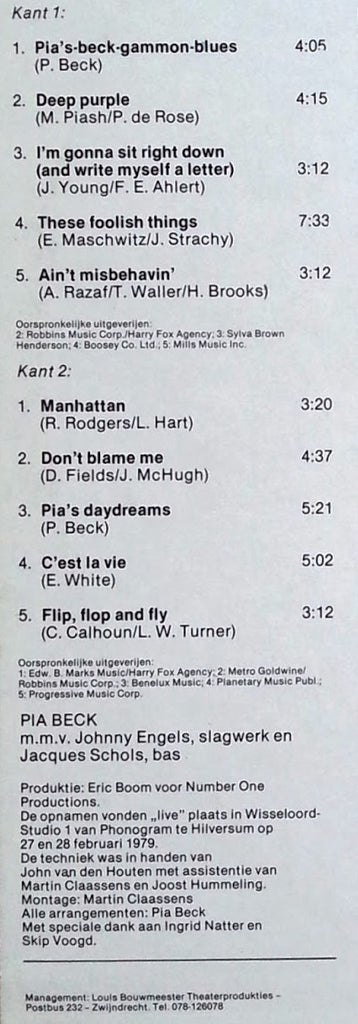 Kant 1:
1. Pia's-beck-gammon-blues 4:05
(P. Beck)
2. Deep purple 4:15
(M. Piash/P. de Rose)
3. I'm gonna sit right down
(and write myself a letter) 3:12
(J. Young/F. E. Ahlert)
4. These foolish things 7:33
(E. Maschwitz/J. Strachy)
5. Ain't misbehavin' 3:12
(A. Razaf/T. Waller/H. Brooks)
Oorspronkelijke uitgeverijen:
2: Robbins Music Corp./Harry Fox Agency; 3: Sylva Brown
Henderson; 4: Boosey Co. Ltd.; 5: Mills Music Inc.
Kant 2:
1. Manhattan 3:20
(R. Rodgers/L. Hart)
2. Don't blame me 4:37
(D. Fields/J. McHugh)
3. Pia's daydreams 5:21
(P. Beck)
4. C'est la vie 5:02
(E. White)
5. Flip, flop and fly 3:12
(C. Calhoun/L. W. Turner)
Oorspronkelijke uitgeverijen:
1: Edw. B. Marks Music/Harry Fox Agency; 2: Metro Goldwine/
Robbins Music Corp.; 3: Benelux Music; 4: Planetary Music Publ.;
5: Progressive Music Corp.
PIA BECK
m.m.v. Johnny Engels, slagwerk en
Jacques Schols, bas
Produktie: Eric Boom voor Number One
Productions.
De opnamen vonden „live" plaats in Wisseloord-
Studio 1 van Phonogram te Hilversum op
27 en 28 februari 1979.
De techniek was in handen van
John van den Houten met assistentie van
Martin Claassens en Joost Hummeling.
Montage: Martin Claassens
Alle arrangementen: Pia Beck
Met speciale dank aan Ingrid Natter en
Skip Voogd.
Management: Louis Bouwmeester Theaterprodukties –
Postbus 232 – Zwijndrecht. Tel. 078-126078